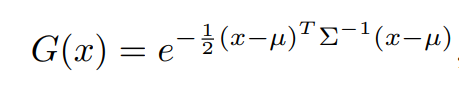 G(x) = e^{-\frac{1}{2}(x-\mu)^T \Sigma^{-1}(x-\mu)}